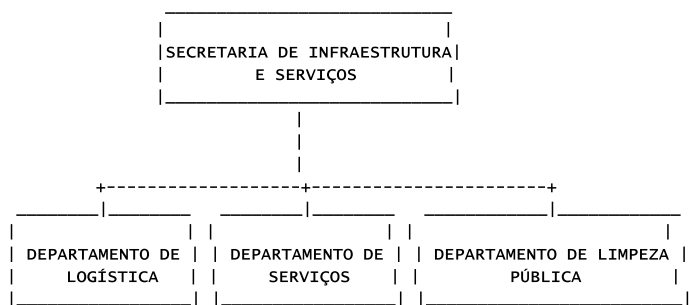 SECRETARIA DE INFRAESTRUTURA
E SERVIÇOS
DEPARTAMENTO DE
LOGÍSTICA
DEPARTAMENTO DE
SERVIÇOS
DEPARTAMENTO DE LIMPEZA
PÚBLICA